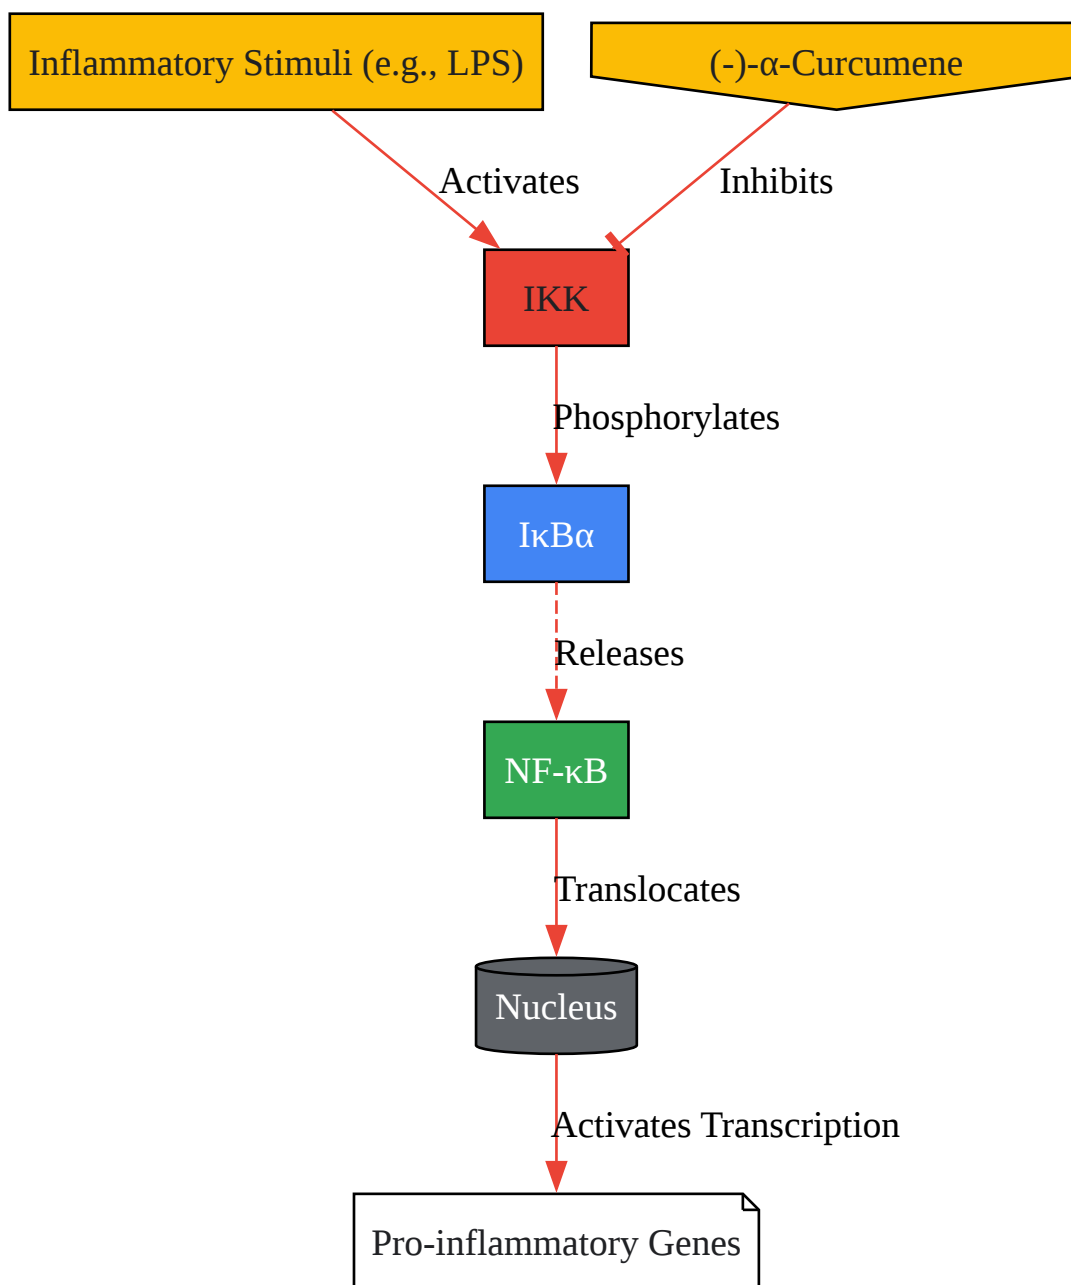 Inflammatory Stimuli (e.g., LPS)
(-)-α-Curcumene
Activates
Inhibits
IKK
Phosphorylates
IκBα
Releases
NF-κB
Translocates
Nucleus
Activates Transcription
Pro-inflammatory Genes